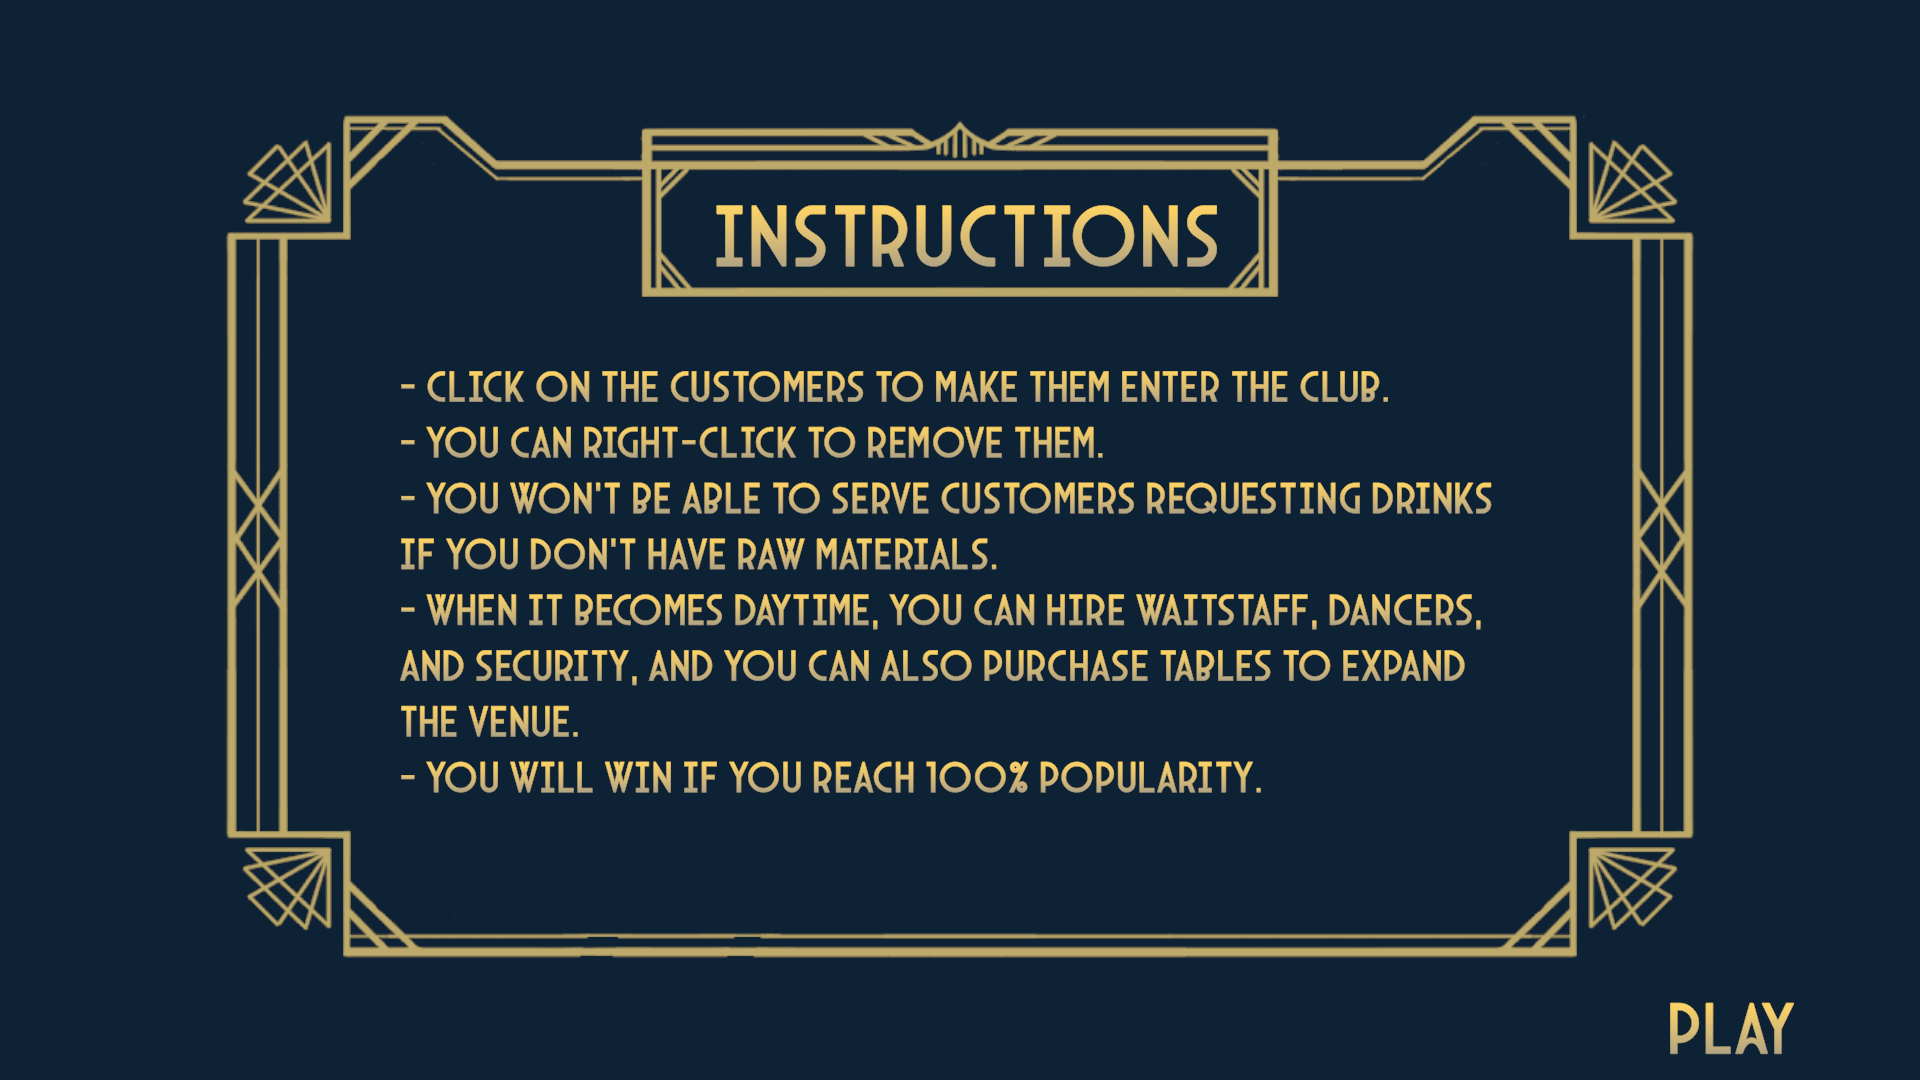 INSTRUCTIONS
- CLICK ON THE CUSTOMERS TO MAKE THEM ENTER THE CLUB.
- YOU CAN RIGHT-CLICK TO REMOVE THEM.
- YOU WON'T BE ABLE TO SERVE CUSTOMERS REQUESTING DRINKS
IF YOU DON'T HAVE RAW MATERIALS.
- WHEN IT BECOMES DAYTIME, YOU CAN HIRE WAITSTAFF, DANCERS,
AND SECURITY, AND YOU CAN ALSO PURCHASE TABLES TO EXPAND
THE VENUE.
- YOU WILL WIN IF YOU REACH 100% POPULARITY.
PLAY